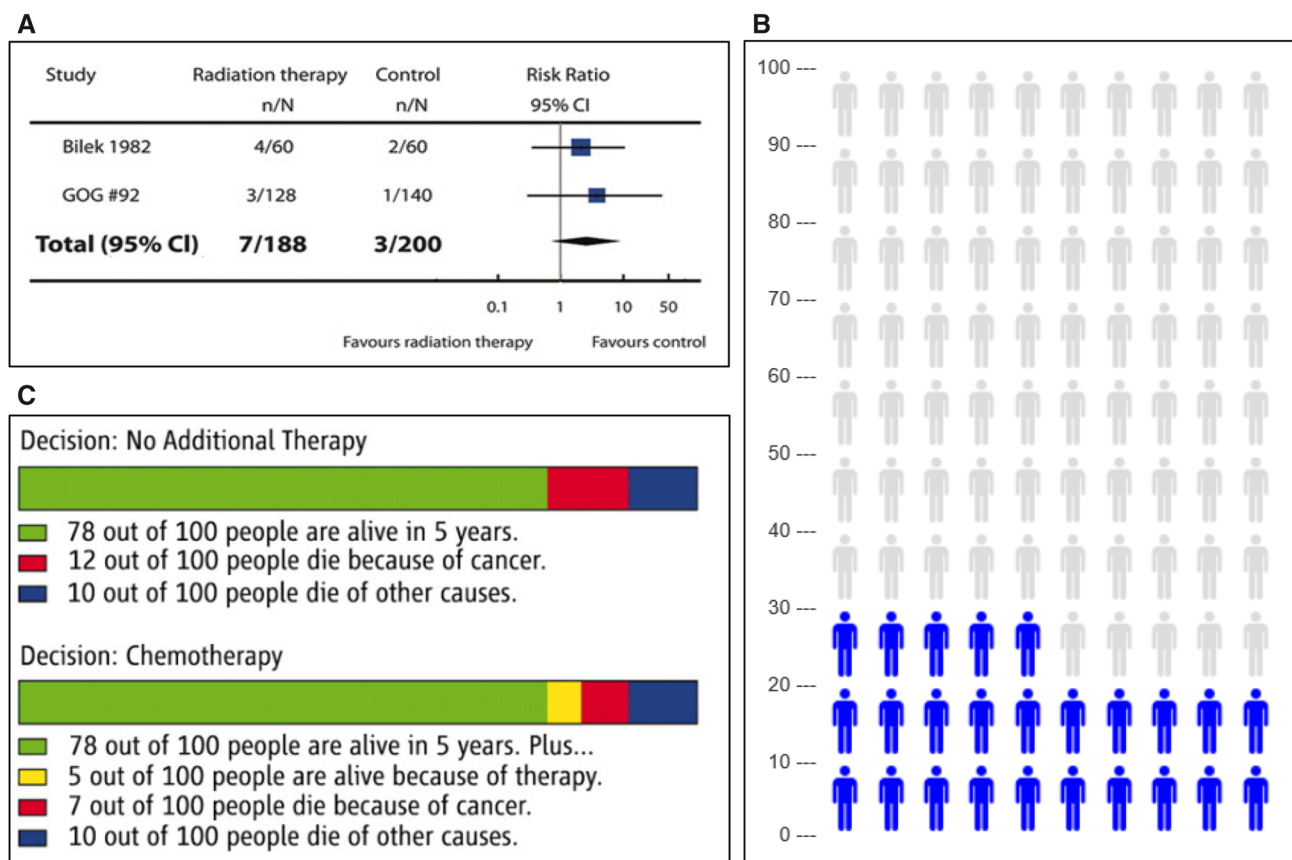 A
Study Radiation therapy Control Risk Ratio
n/N n/N 95% CI
Bilek 1982 4/60 2/60
GOG #92 3/128 1/140
Total (95% Cl) 7/188 3/200
0.1 1 10 50
Favours radiation therapy Favours control
B
100 ---
90 ---
80 ---
70 ---
60 ---
50 ---
40 ---
30 ---
20 ---
10 ---
0 ---
C
Decision: No Additional Therapy
78 out of 100 people are alive in 5 years.
12 out of 100 people die because of cancer.
10 out of 100 people die of other causes.
Decision: Chemotherapy
78 out of 100 people are alive in 5 years. Plus...
5 out of 100 people are alive because of therapy.
7 out of 100 people die because of cancer.
10 out of 100 people die of other causes.